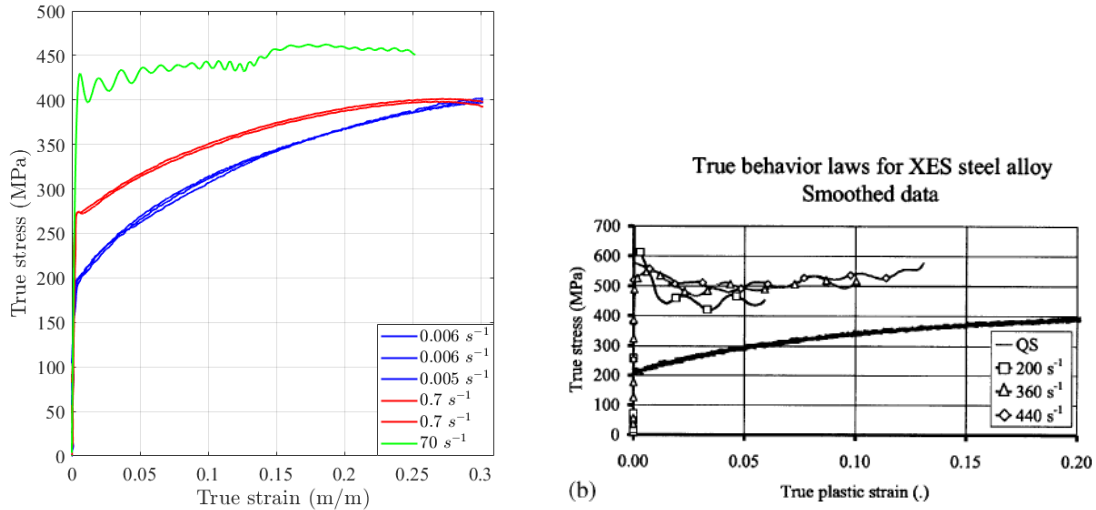 500
450
400
350
300
250
200
150
100
50
0
True stress (MPa)
0
0.05
0.1
0.15
0.2
0.25
0.3
True strain (m/m)
0.006 s⁻¹
0.006 s⁻¹
0.005 s⁻¹
0.7 s⁻¹
0.7 s⁻¹
70 s⁻¹
True behavior laws for XES steel alloy
Smoothed data
700
600
500
400
300
200
100
0
True stress (MPa)
QS
200 s⁻¹
360 s⁻¹
440 s⁻¹
0.00
0.05
0.10
0.15
0.20
(b)
True plastic strain (.)